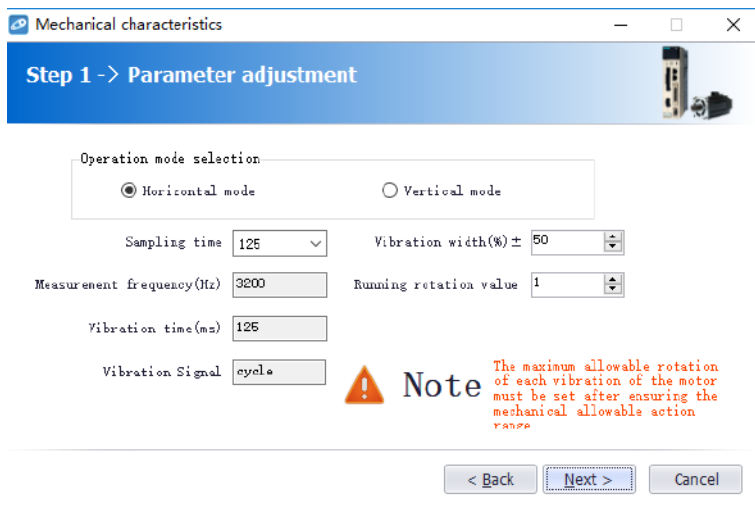 Mechanical characteristics
Step 1 -> Parameter adjustment
Operation mode selection
Horizontal mode
Vertical mode
Sampling time 125
Vibration width(%)± 50
Measurement frequency(Hz) 3200
Running rotation value 1
Vibration time(ms) 125
Vibration Signal cycle
Note
The maximum allowable rotation
of each vibration of the motor
must be set after ensuring the
mechanical allowable action
range
< Back
Next >
Cancel